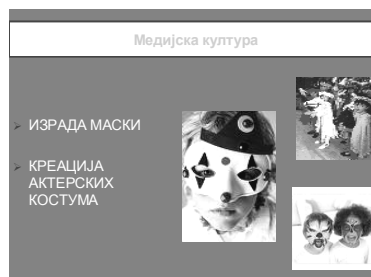 Медијска култура
ИЗРАДА МАСКИ
КРЕАЦИЈА
АКТЕРСКИХ
КОСТУМА